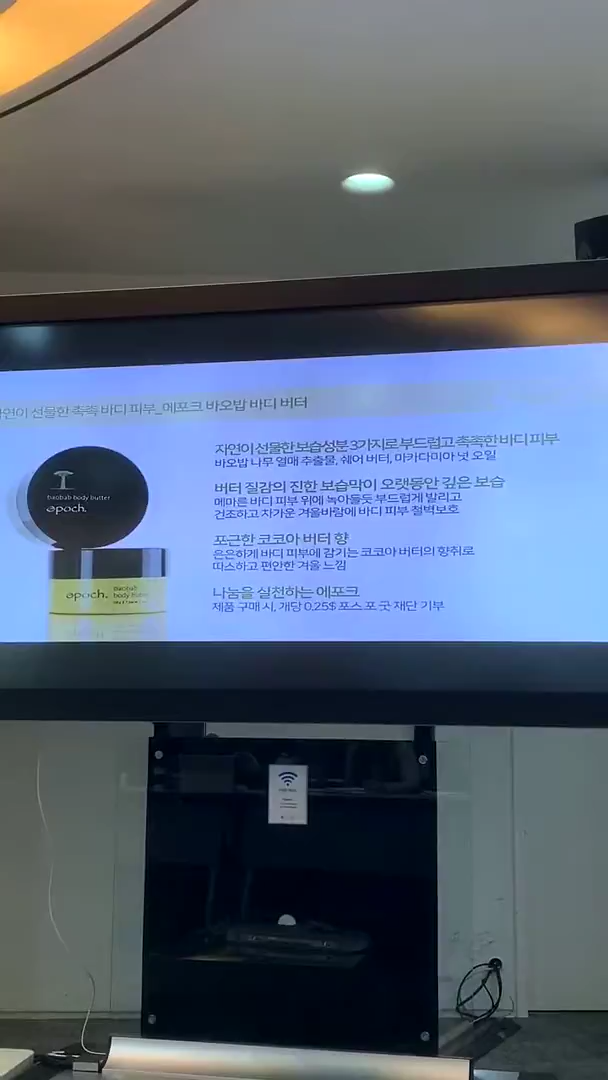 자연이 선물한 촉촉 바디 피부_에포크 바오밥 바디 버터
자연이 선물한 보습성분 3가지로 부드럽고 촉촉한 바디 피부
바오밥 나무 열매 추출물, 쉐어 버터, 마카다미아 넛 오일
버터 질감의 진한 보습막이 오랫동안 깊은 보습
메마른 바디 피부 위에 녹아들듯 부드럽게 발리고
건조하고 차가운 겨울바람에 바디 피부 철벽보호
포근한 코코아 버터 향
은은하게 바디 피부에 감기는 코코아 버터의 향취로
따스하고 편안한 겨울 느낌
나눔을 실천하는 에포크
제품 구매 시, 개당 0.25$ 포스 포 굿 재단 기부
baobab body butter
epoch.
epoch. baobab
body butter